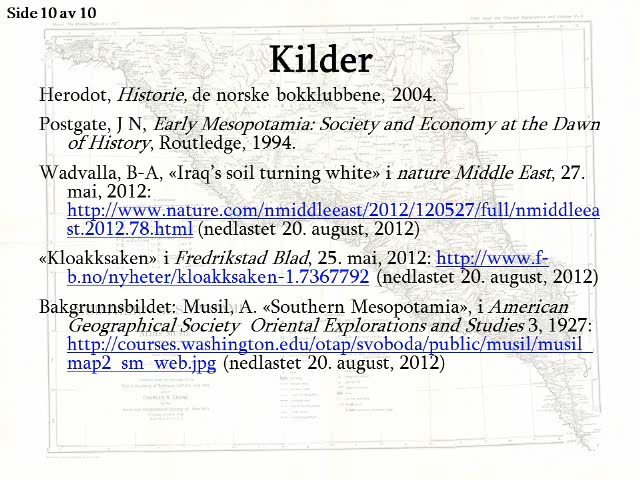 Side 10 av 10
Kilder
Herodot, Historie, de norske bokklubbene, 2004.
Postgate, J N, Early Mesopotamia: Society and Economy at the Dawn
of History, Routledge, 1994.
Wadvalla, B-A, «Iraq’s soil turning white» i nature Middle East, 27.
mai, 2012:
http://www.nature.com/nmiddleeast/2012/120527/full/nmiddleea
st.2012.78.html (nedlastet 20. august, 2012)
«Kloakksaken» i Fredrikstad Blad, 25. mai, 2012: http://www.f-
b.no/nyheter/kloakksaken-1.7367792 (nedlastet 20. august, 2012)
Bakgrunnsbildet: Musil, A. «Southern Mesopotamia», i American
Geographical Society Oriental Explorations and Studies 3, 1927:
http://courses.washington.edu/otap/svoboda/public/musil/musil_
map2_sm_web.jpg (nedlastet 20. august, 2012)
CHARLES R. CRANE